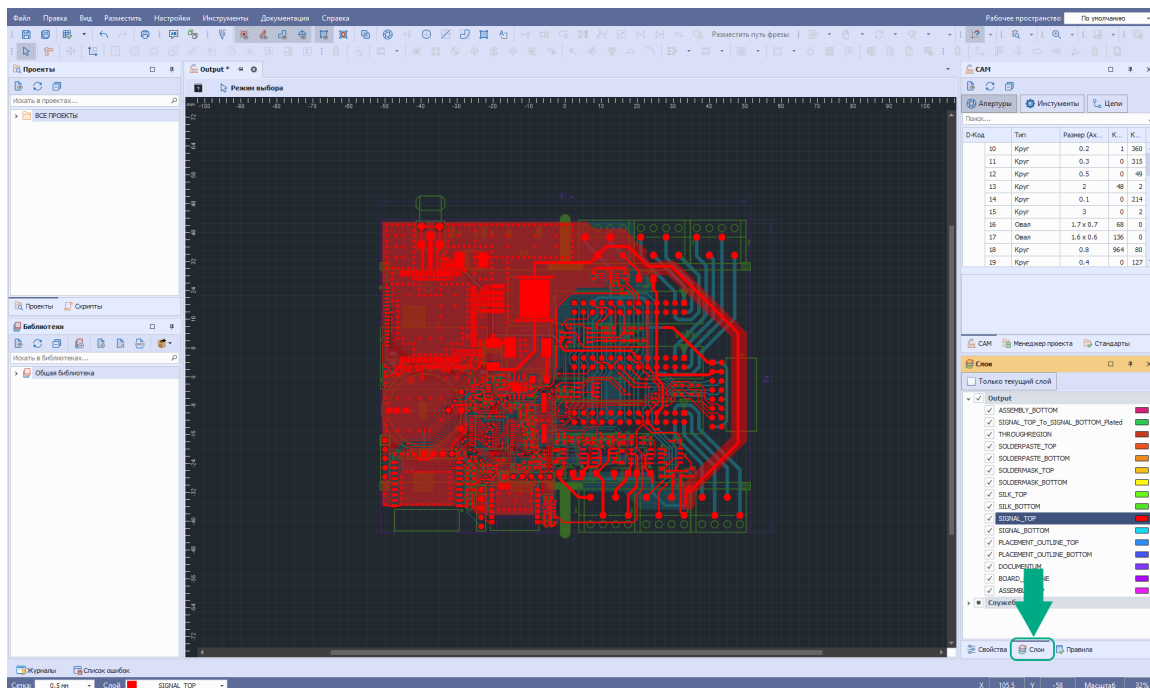 Файл Правка Вид Разместить Настройки Инструменты Документация Справка Рабочее пространство По умолчанию
Разместить путь фрезы
Проекты
Output *
CAM
Режим выбора
Искать в проектах...
ВСЕ ПРОЕКТЫ
Апертуры Инстументы Цепи
Поиск...
D-Код Тип Размер (Ax... К... К...
10 Круг 0.2 1 360
11 Круг 0.3 0 315
12 Круг 0.5 0 49
13 Круг 2 48 2
14 Круг 0.1 0 214
15 Круг 3 0 2
16 Овал 1.7 x 0.7 68 0
17 Овал 1.6 x 0.6 136 0
18 Круг 0.8 964 80
19 Круг 0.4 0 127
Проекты Скрипты
Библиотеки
Искать в библиотеках...
Общая библиотека
CAM Менеджер проекта Стандарты
Слои
Только текущий слой
Output
ASSEMBLY_BOTTOM
SIGNAL_TOP_To_SIGNAL_BOTTOM_Plated
THROUGHREGION
SOLDERPASTE_TOP
SOLDERPASTE_BOTTOM
SOLDERMASK_TOP
SOLDERMASK_BOTTOM
SILK_TOP
SILK_BOTTOM
SIGNAL_TOP
SIGNAL_BOTTOM
PLACEMENT_OUTLINE_TOP
PLACEMENT_OUTLINE_BOTTOM
DOCUMENTUM
Свойства Слои Правила
Журналы Список ошибок
Сетка: 0.5 мм Слой SIGNAL_TOP X 105.5 Y -58 Масштаб 32%